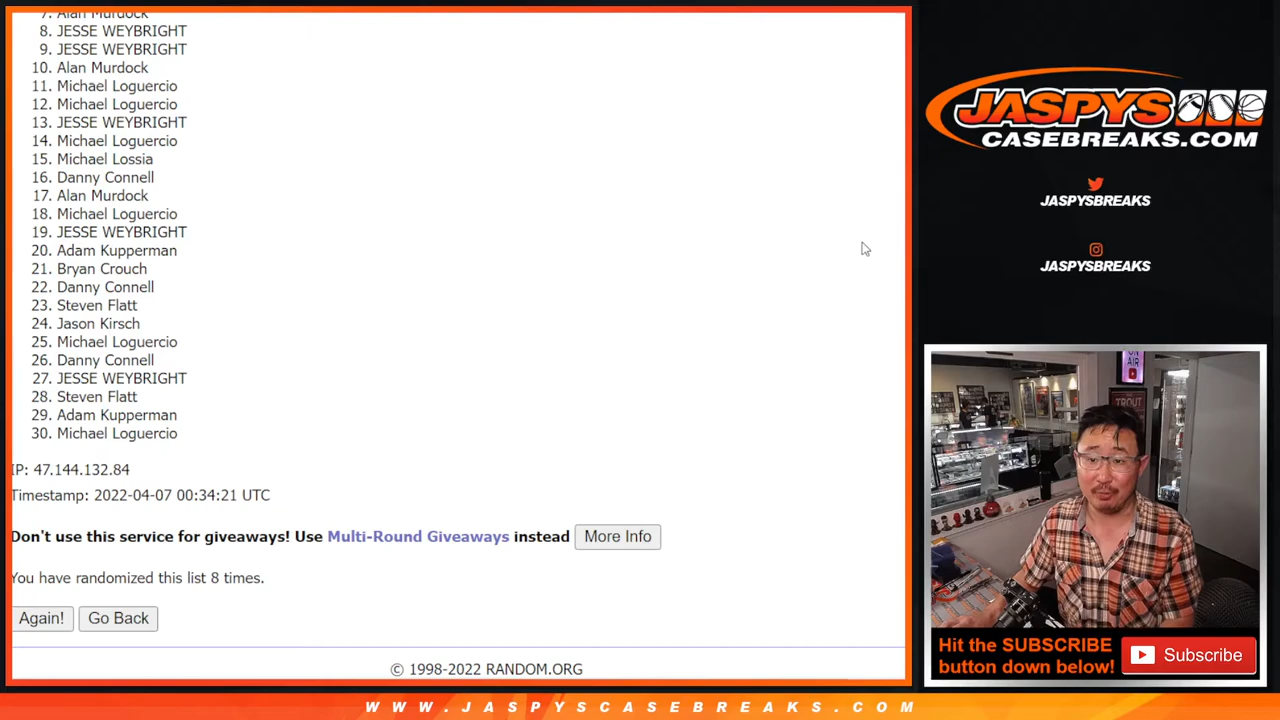 7. Alan Murdock
8. JESSE WEYBRIGHT
9. JESSE WEYBRIGHT
10. Alan Murdock
11. Michael Loguercio
12. Michael Loguercio
13. JESSE WEYBRIGHT
14. Michael Loguercio
15. Michael Lossia
16. Danny Connell
17. Alan Murdock
18. Michael Loguercio
19. JESSE WEYBRIGHT
20. Adam Kupperman
21. Bryan Crouch
22. Danny Connell
23. Steven Flatt
24. Jason Kirsch
25. Michael Loguercio
26. Danny Connell
27. JESSE WEYBRIGHT
28. Steven Flatt
29. Adam Kupperman
30. Michael Loguercio
IP: 47.144.132.84
Timestamp: 2022-04-07 00:34:21 UTC
Don't use this service for giveaways! Use Multi-Round Giveaways instead More Info
You have randomized this list 8 times.
Again! Go Back
© 1998-2022 RANDOM.ORG
JASPYS
CASEBREAKS.COM
JASPYSBREAKS
JASPYSBREAKS
ON
AIR
TROUT
Hit the SUBSCRIBE
button down below!
Subscribe
WWW.JASPYSCASEBREAKS.COM